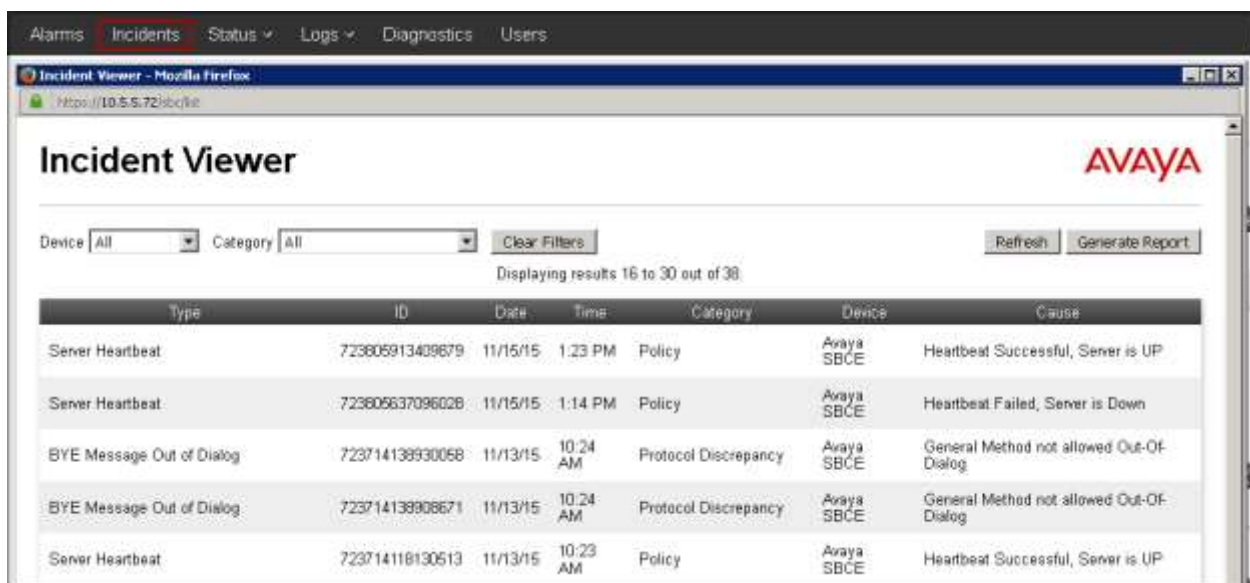 Alarms Incidents Status Logs Diagnostics Users
Incident Viewer - Mozilla Firefox
https://10.5.5.72/sbc/list
Incident Viewer
AVAYA
Device All Category All Clear Filters Refresh Generate Report
Displaying results 16 to 30 out of 38.
Type ID Date Time Category Device Cause
Server Heartbeat 723805913409679 11/15/15 1:23 PM Policy Avaya SBCE Heartbeat Successful, Server is UP
Server Heartbeat 723805637096028 11/15/15 1:14 PM Policy Avaya SBCE Heartbeat Failed, Server is Down
BYE Message Out of Dialog 723714138930058 11/13/15 10:24 AM Protocol Discrepancy Avaya SBCE General Method not allowed Out-Of-Dialog
BYE Message Out of Dialog 723714138908671 11/13/15 10:24 AM Protocol Discrepancy Avaya SBCE General Method not allowed Out-Of-Dialog
Server Heartbeat 723714118130513 11/13/15 10:23 AM Policy Avaya SBCE Heartbeat Successful, Server is UP